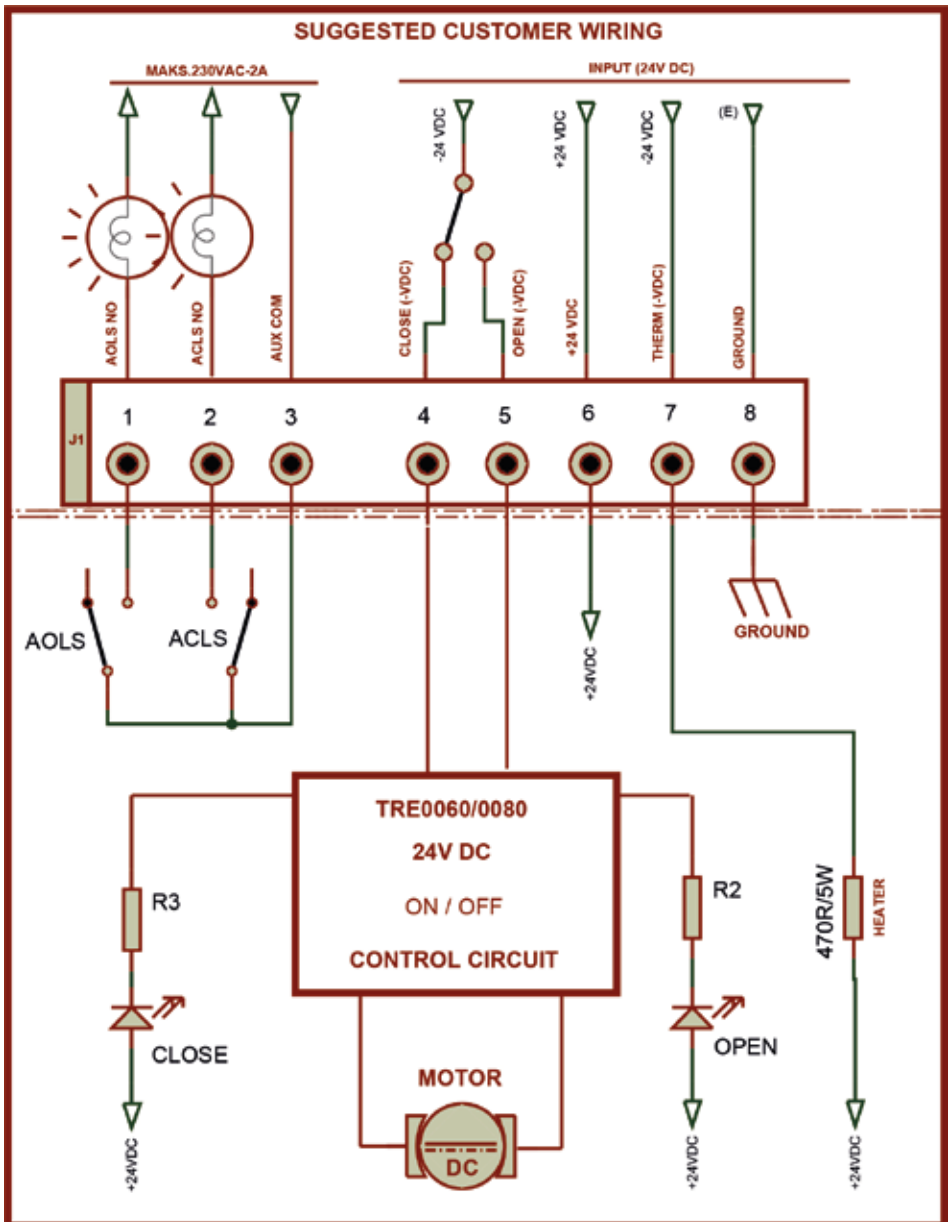 SUGGESTED CUSTOMER WIRING
MAKS.230VAC-2A
INPUT (24V DC)
-24 VDC
+24 VDC
-24 VDC
(E)
AOLS NO
ACLS NO
AUX COM
CLOSE (-VDC)
OPEN (-VDC)
+24 VDC
THERM (-VDC)
GROUND
J1
1
2
3
4
5
6
7
8
AOLS
ACLS
+24VDC
GROUND
TRE0060/0080
24V DC
ON / OFF
CONTROL CIRCUIT
R3
R2
470R/5W
HEATER
CLOSE
OPEN
MOTOR
DC
+24VDC
+24VDC
+24VDC